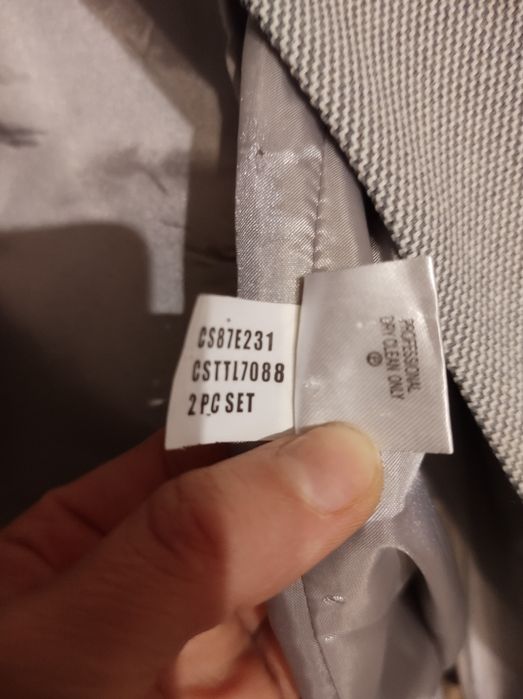 CS87E231
CSTTL7088
2 PC SET
PROFESSIONAL
DRY CLEAN ONLY
P